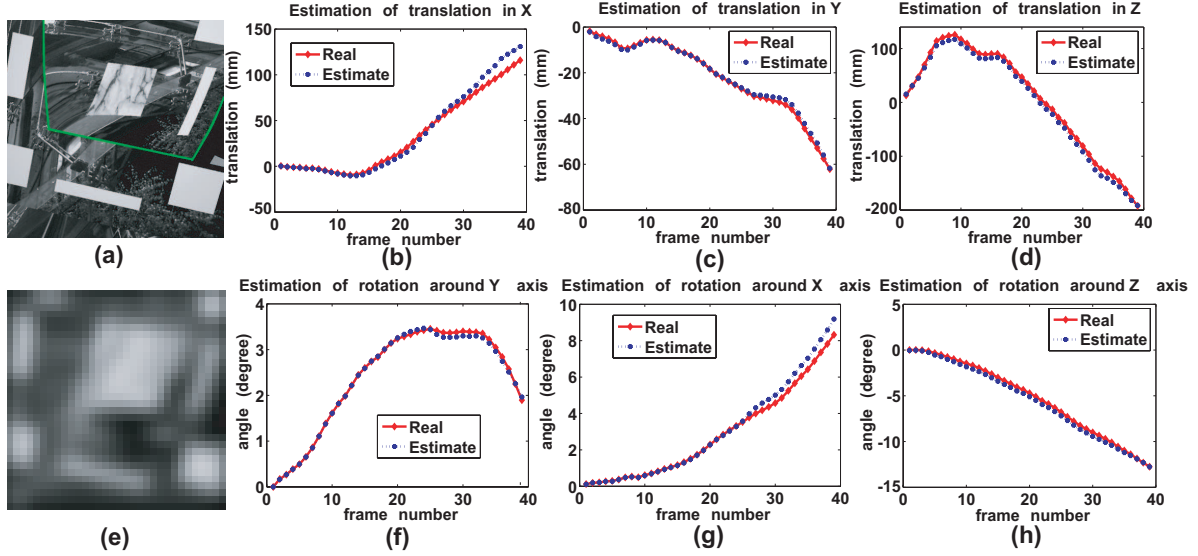 Estimation of translation in X
translation (mm)
150
100
50
0
-50
Real
Estimate
0 10 20 30 40
frame number
Estimation of translation in Y
translation (mm)
0
-20
-40
-60
-80
Real
Estimate
0 10 20 30 40
frame number
Estimation of translation in Z
translation (mm)
100
0
-100
-200
Real
Estimate
0 10 20 30 40
frame number
(a)
(b)
(c)
(d)
Estimation of rotation around Y axis
angle (degree)
4
3
2
1
0
Real
Estimate
0 10 20 30 40
frame number
Estimation of rotation around X axis
angle (degree)
10
8
6
4
2
0
Real
Estimate
0 10 20 30 40
frame number
Estimation of rotation around Z axis
angle (degree)
5
0
-5
-10
-15
Real
Estimate
0 10 20 30 40
frame number
(e)
(f)
(g)
(h)